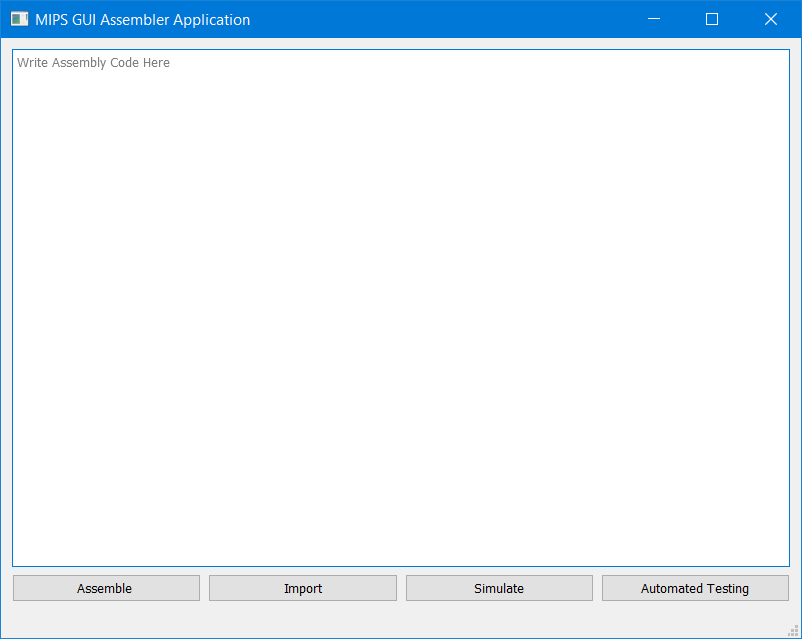 MIPS GUI Assembler Application
Write Assembly Code Here
Assemble Import Simulate Automated Testing